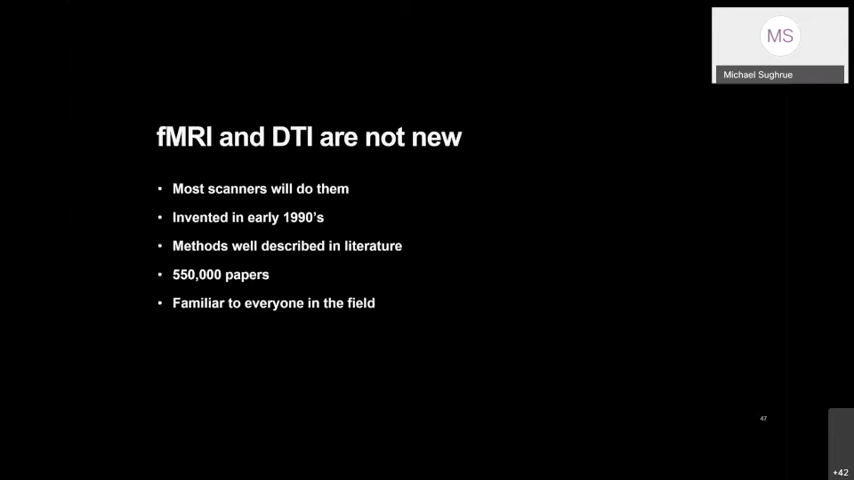 MS
Michael Sughrue
fMRI and DTI are not new
• Most scanners will do them
• Invented in early 1990's
• Methods well described in literature
• 550,000 papers
• Familiar to everyone in the field
47
+42